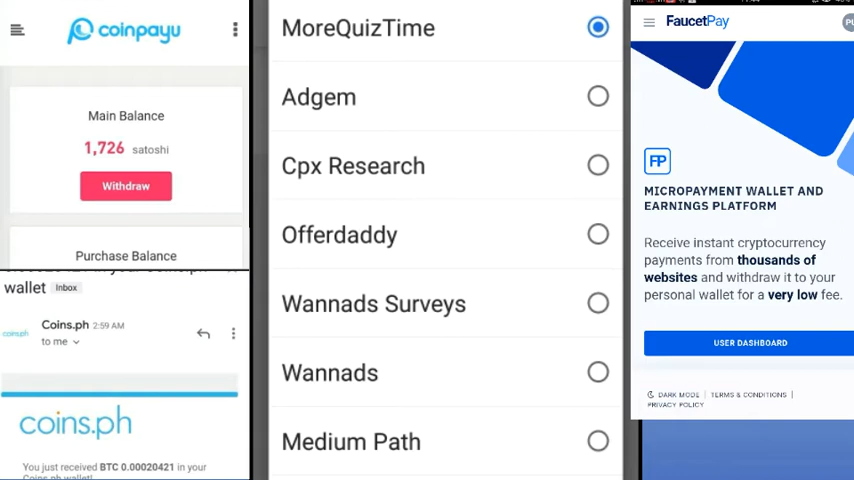 coinpayu
Main Balance
1,726 satoshi
Withdraw
Purchase Balance
wallet Inbox
Coins.ph 2:59 AM
to me
coins.ph
coins.ph
You just received BTC 0.00020421 in your
Coins.ph wallet!
MoreQuizTime
Adgem
Cpx Research
Offerdaddy
Wannads Surveys
Wannads
Medium Path
FaucetPay
FP
MICROPAYMENT WALLET AND
EARNINGS PLATFORM
Receive instant cryptocurrency
payments from thousands of
websites and withdraw it to your
personal wallet for a very low fee.
USER DASHBOARD
DARK MODE | TERMS & CONDITIONS |
PRIVACY POLICY